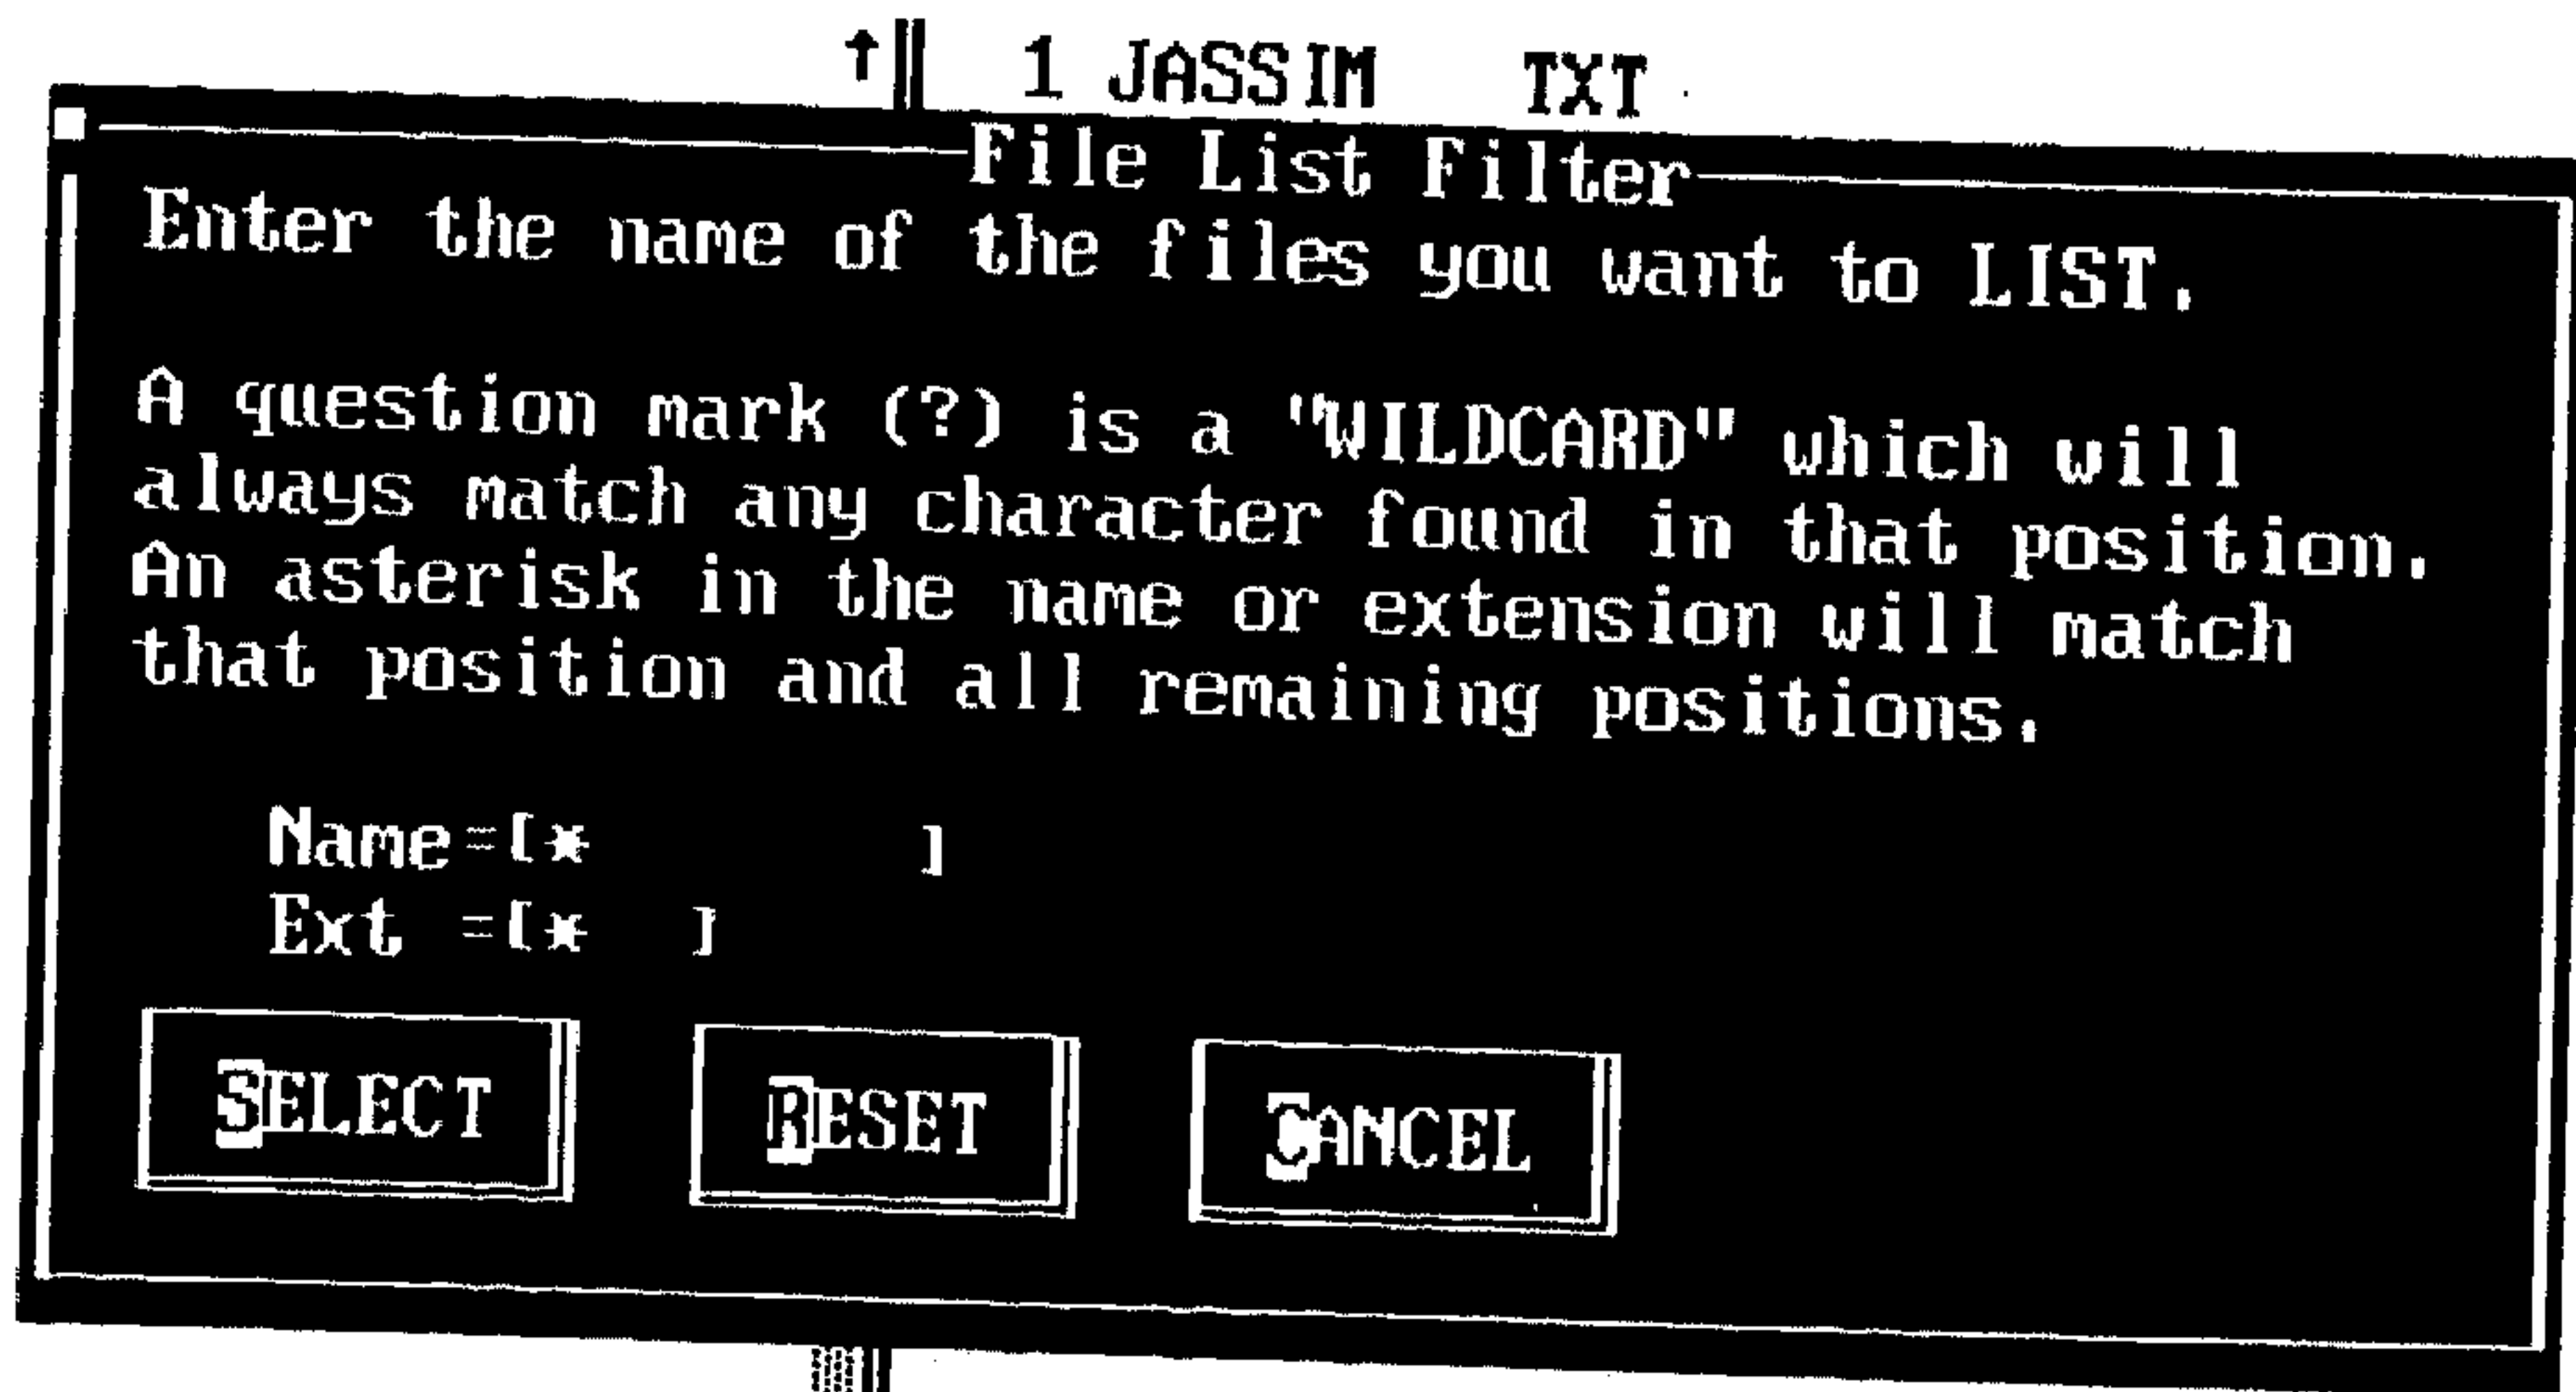 ↑ 1 JASSIM TXT
File List Filter
Enter the name of the files you want to LIST.
A question mark (?) is a "WILDCARD" which will
always match any character found in that position.
An asterisk in the name or extension will match
that position and all remaining positions.
Name=[* ]
Ext =[* ]
SELECT RESET CANCEL